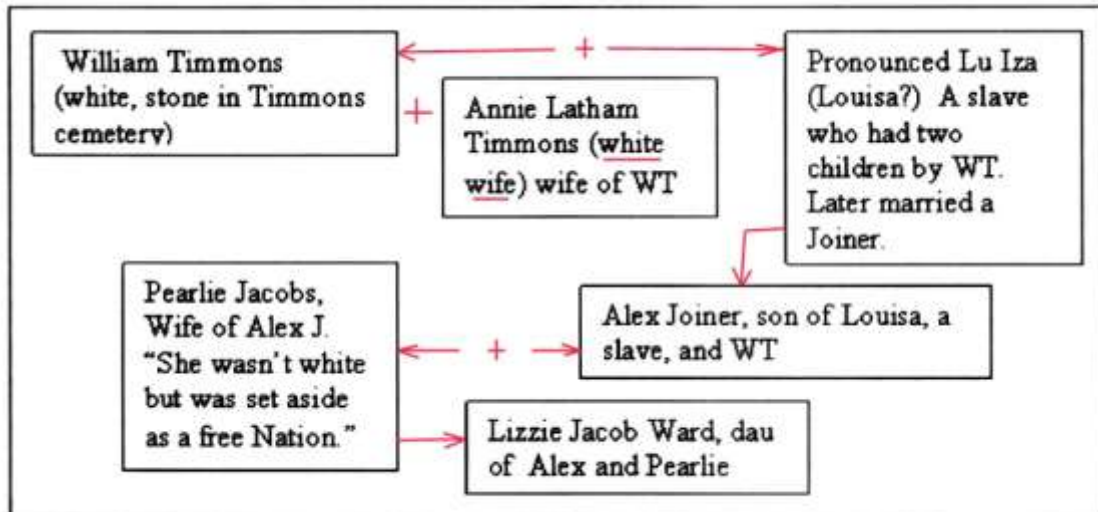 William Timmons
(white, stone in Timmons
cemetery)
+
+
Annie Latham
Timmons (white
wife) wife of WT
Pronounced Lu Iza
(Louisa?) A slave
who had two
children by WT.
Later married a
Joiner.
Pearlie Jacobs,
Wife of Alex J.
“She wasn't white
but was set aside
as a free Nation.”
+
Alex Joiner, son of Louisa, a
slave, and WT
Lizzie Jacob Ward, dau
of Alex and Pearlie